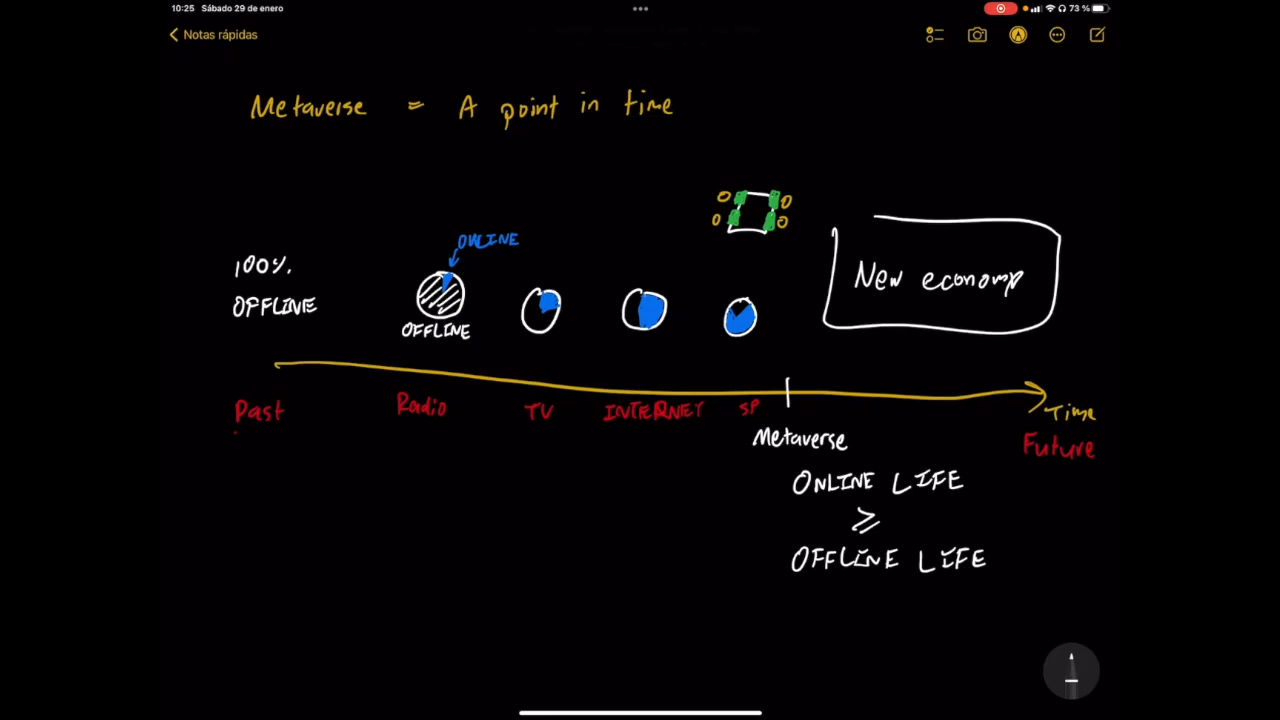 10:25 Sábado 29 de enero
73 %
Notas rápidas
Metaverse = A point in time
ONLINE
100%
OFFLINE
OFFLINE
New economy
Past
Radio
TV
INTERNET
SP
Time
Future
Metaverse
ONLINE LIFE
≥
OFFLINE LIFE